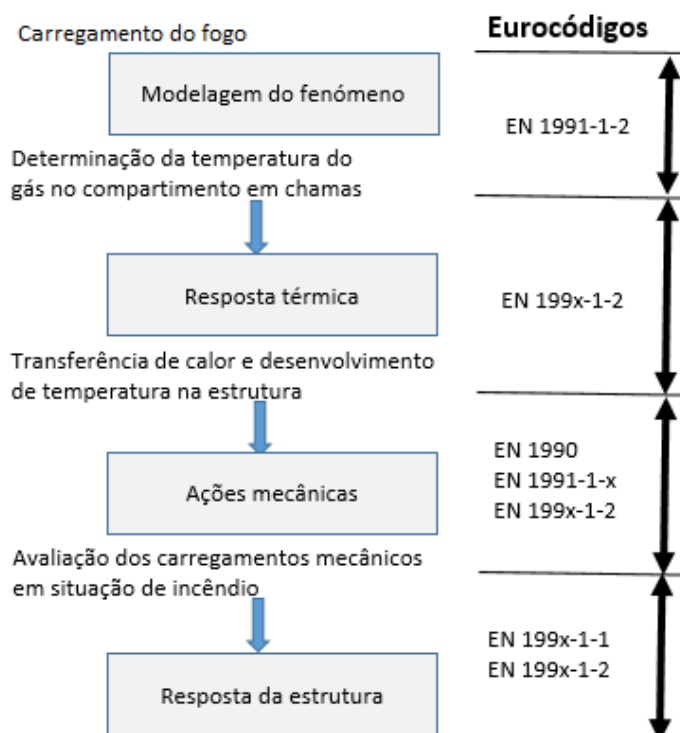 Carregamento do fogo
Eurocódigos
Modelagem do fenómeno
EN 1991-1-2
Determinação da temperatura do
gás no compartimento em chamas
Resposta térmica
EN 199x-1-2
Transferência de calor e desenvolvimento
de temperatura na estrutura
EN 1990
EN 1991-1-x
EN 199x-1-2
Ações mecânicas
Avaliação dos carregamentos mecânicos
em situação de incêndio
EN 199x-1-1
EN 199x-1-2
Resposta da estrutura